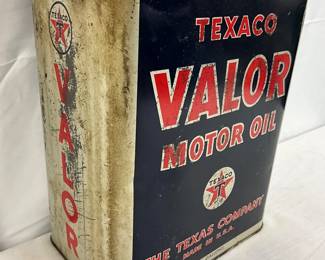 TEXACO
T
VALOR
TEXACO
VALOR
MOTOR OIL
TEXACO
T
THE TEXAS COMPANY
MADE IN U.S.A.